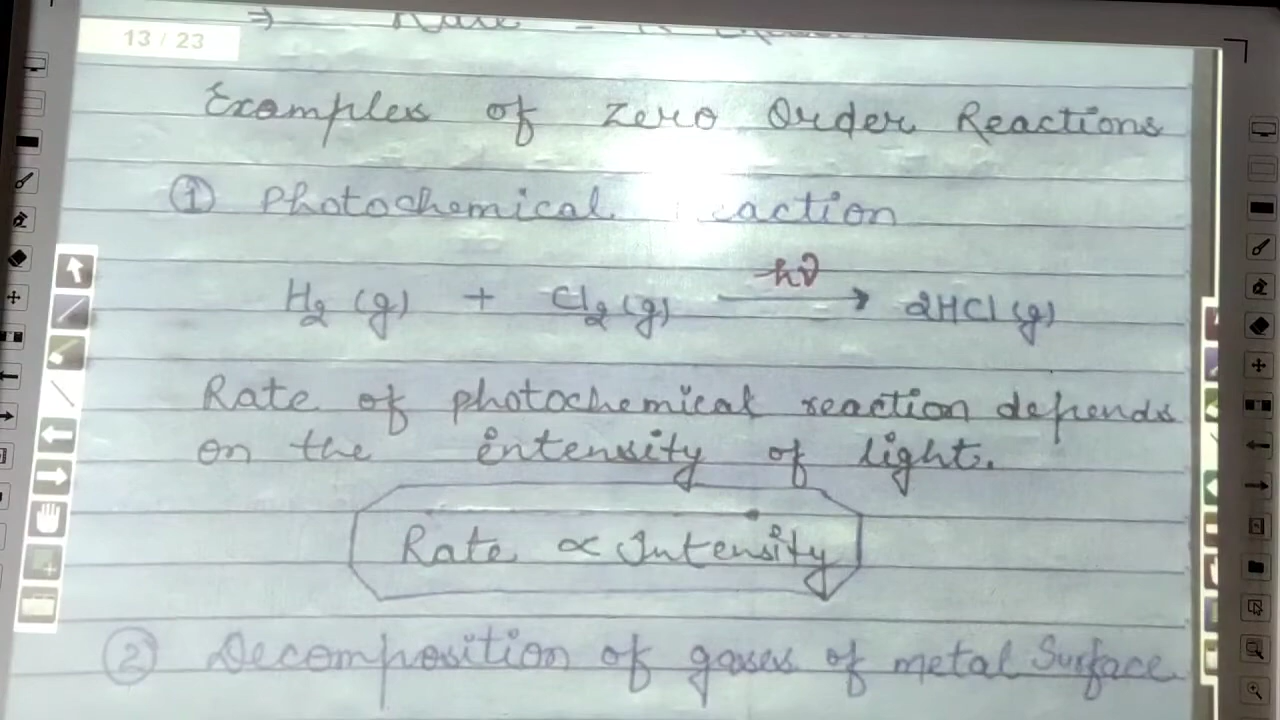 13 / 23
Examples of Zero Order Reactions
① Photochemical action
H₂ (g) + Cl₂ (g) hν → 2HCl (g)
Rate of photochemical reaction depends
on the intensity of light.
Rate ∝ Intensity
② Decomposition of gases of metal Surface